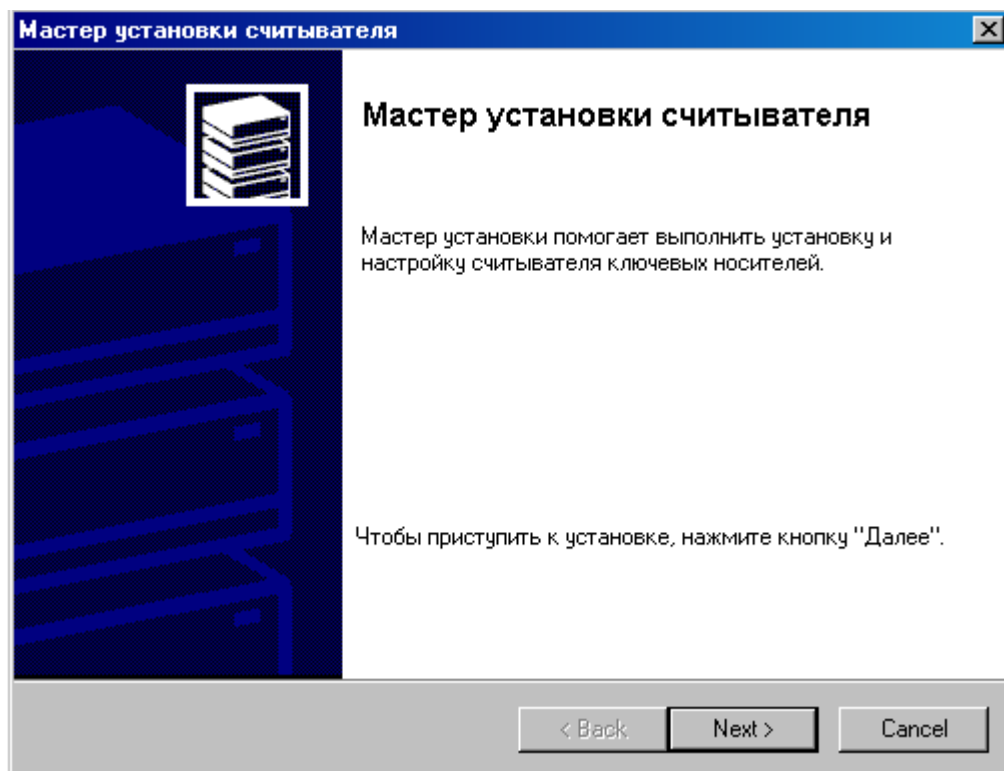 Мастер установки считывателя
Мастер установки считывателя
Мастер установки помогает выполнить установку и
настройку считывателя ключевых носителей.
Чтобы приступить к установке, нажмите кнопку "Далее".
< Back
Next >
Cancel